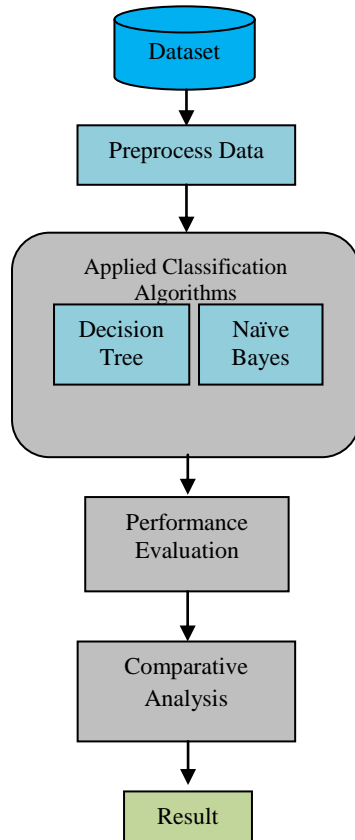 Dataset
Preprocess Data
Applied Classification
Algorithms
Decision
Tree
Naïve
Bayes
Performance
Evaluation
Comparative
Analysis
Result